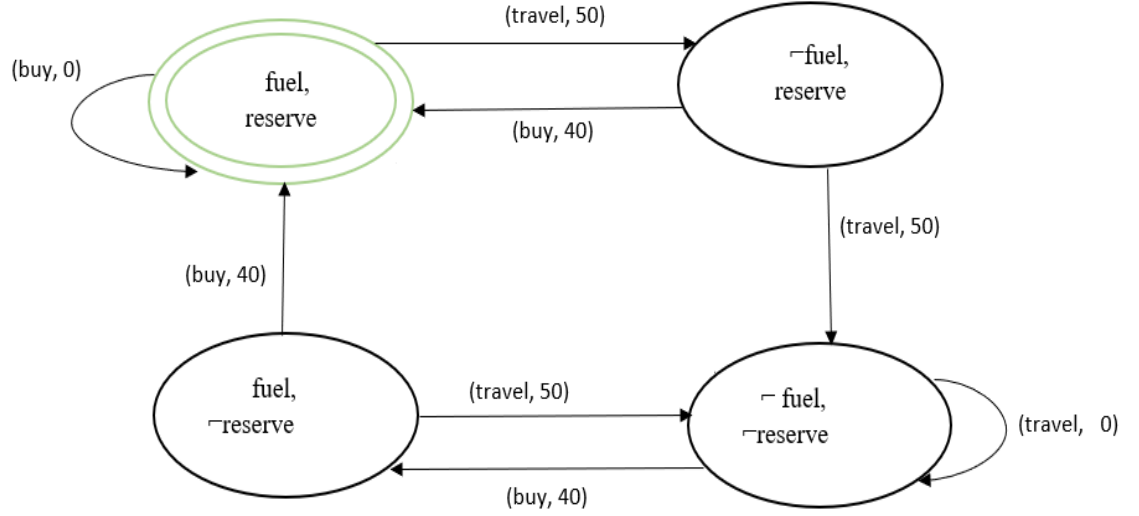 (travel, 50)
(buy, 0)
fuel,
reserve
¬fuel,
reserve
(buy, 40)
(travel, 50)
(buy, 40)
fuel,
¬reserve
(travel, 50)
¬ fuel,
¬reserve
(travel, 0)
(buy, 40)